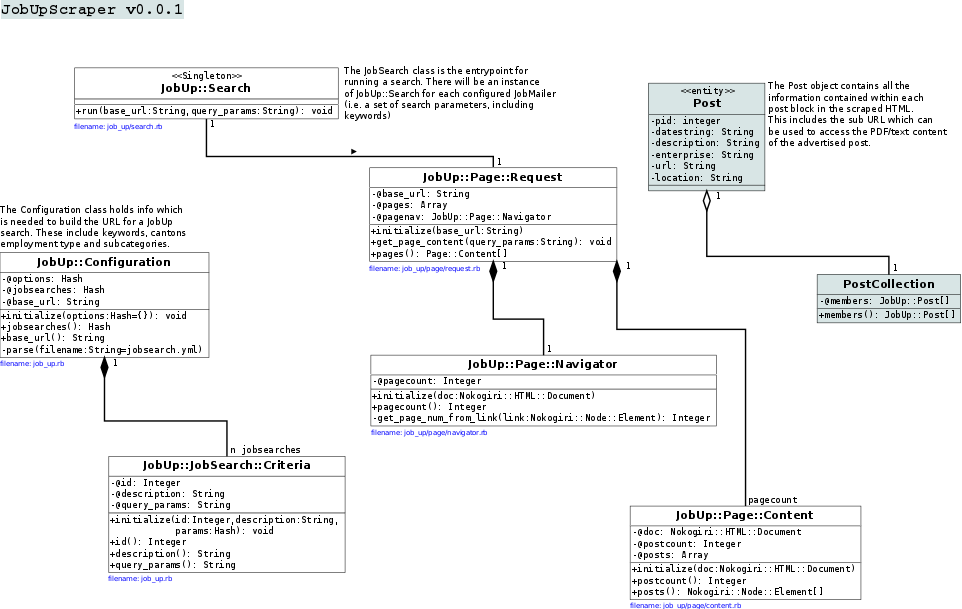 JobUpScraper v0.0.1
<<Singleton>>
JobUp::Search
+run(base_url:String,query_params:String): void
filename: job_up/search.rb
1
The JobSearch class is the entrypoint for
running a search. There will be an instance
of JobUp::Search for each configured JobMailer
(i.e. a set of search parameters, including
keywords)
<<entity>>
Post
-pid: integer
-datestring: String
-description: String
-enterprise: String
-url: String
-location: String
1
The Post object contains all the
information contained within each
post block in the scraped HTML.
This includes the sub URL which can
be used to access the PDF/text content
of the advertised post.
1
JobUp::Page::Request
-@base_url: String
-@pages: Array
-@pagenav: JobUp::Page::Navigator
+initialize(base_url:String)
+get_page_content(query_params:String): void
+pages(): Page::Content[]
filename: job_up/page/request.rb
1
1
The Configuration class holds info which
is needed to build the URL for a JobUp
search. These include keywords, cantons
employment type and subcategories.
JobUp::Configuration
-@options: Hash
-@jobsearches: Hash
-@base_url: String
+initialize(options:Hash={}): void
+jobsearches(): Hash
+base_url(): String
-parse(filename:String=jobsearch.yml)
filename: job_up.rb
1
1
PostCollection
-@members: JobUp::Post[]
+members(): JobUp::Post[]
1
JobUp::Page::Navigator
-@pagecount: Integer
+initialize(doc:Nokogiri::HTML::Document)
+pagecount(): Integer
-get_page_num_from_link(link:Nokogiri::Node::Element): Integer
filename: job_up/page/navigator.rb
n jobsearches
JobUp::JobSearch::Criteria
-@id: Integer
-@description: String
-@query_params: String
+initialize(id:Integer,description:String,
params:Hash): void
+id(): Integer
+description(): String
+query_params(): String
filename: job_up.rb
pagecount
JobUp::Page::Content
-@doc: Nokogiri::HTML::Document
-@postcount: Integer
-@posts: Array
+initialize(doc:Nokogiri::HTML::Document)
+postcount(): Integer
+posts(): Nokogiri::Node::Element[]
filename: job_up/page/content.rb